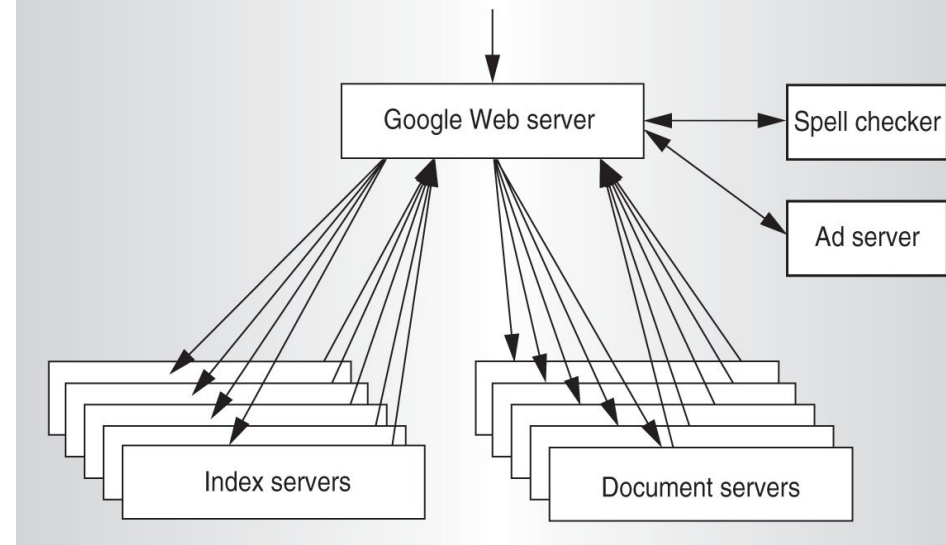 Google Web server
Spell checker
Ad server
Index servers
Document servers